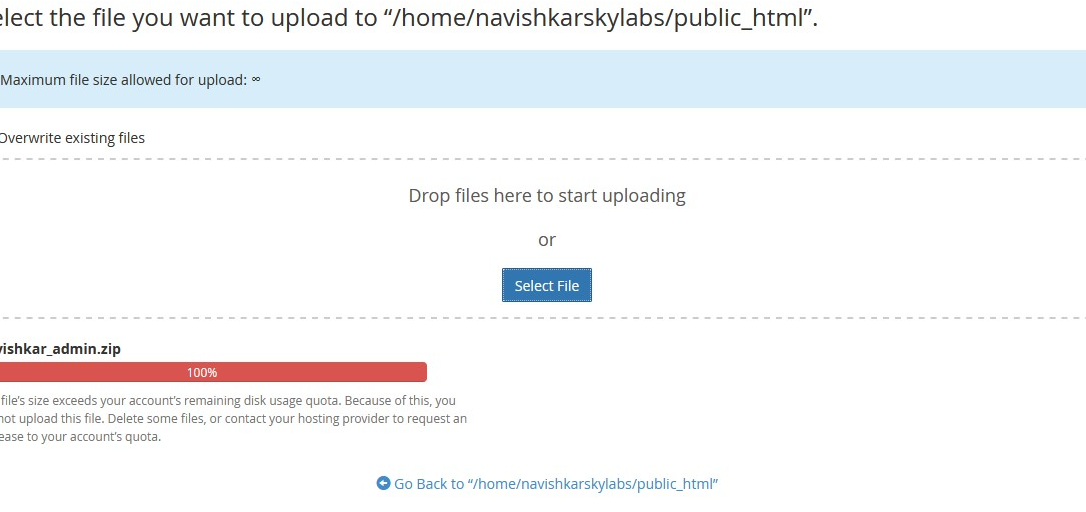 elect the file you want to upload to “/home/navishkarskylabs/public_html”.
Maximum file size allowed for upload: ∞
Overwrite existing files
Drop files here to start uploading
or
Select File
vishkar_admin.zip
100%
file’s size exceeds your account’s remaining disk usage quota. Because of this, you
not upload this file. Delete some files, or contact your hosting provider to request an
ease to your account’s quota.
Go Back to “/home/navishkarskylabs/public_html”